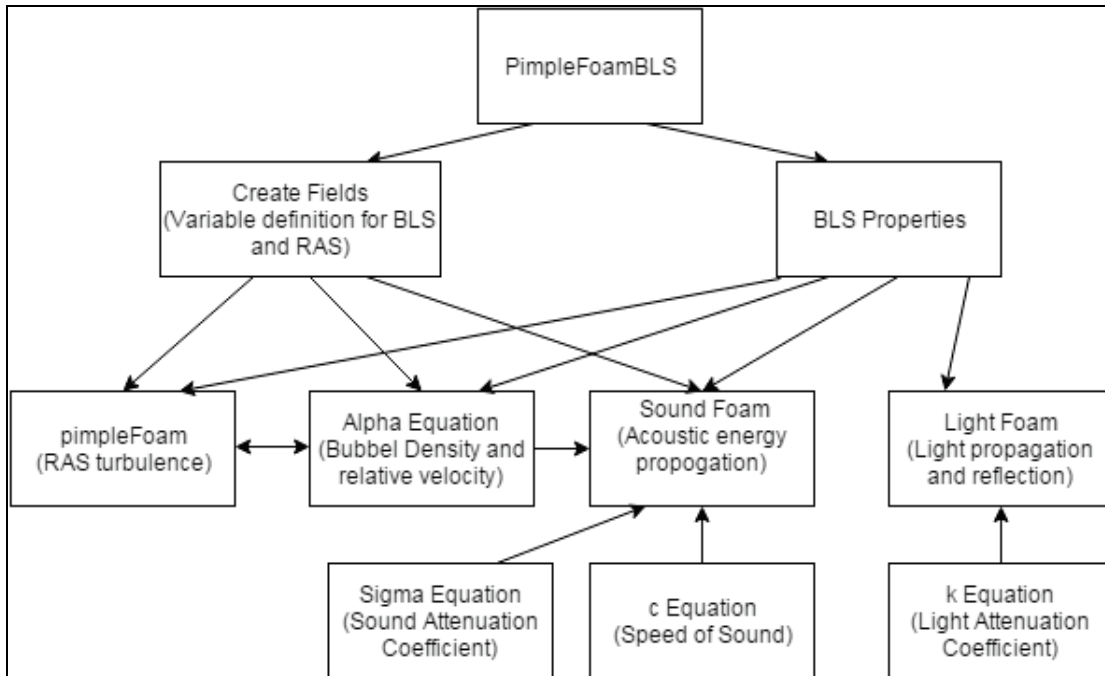 PimpleFoamBLS
Create Fields
(Variable definition for BLS
and RAS)
BLS Properties
pimpleFoam
(RAS turbulence)
Alpha Equation
(Bubbel Density and
relative velocity)
Sound Foam
(Acoustic energy
propogation)
Light Foam
(Light propagation
and reflection)
Sigma Equation
(Sound Attenuation
Coefficient)
c Equation
(Speed of Sound)
k Equation
(Light Attenuation
Coefficient)